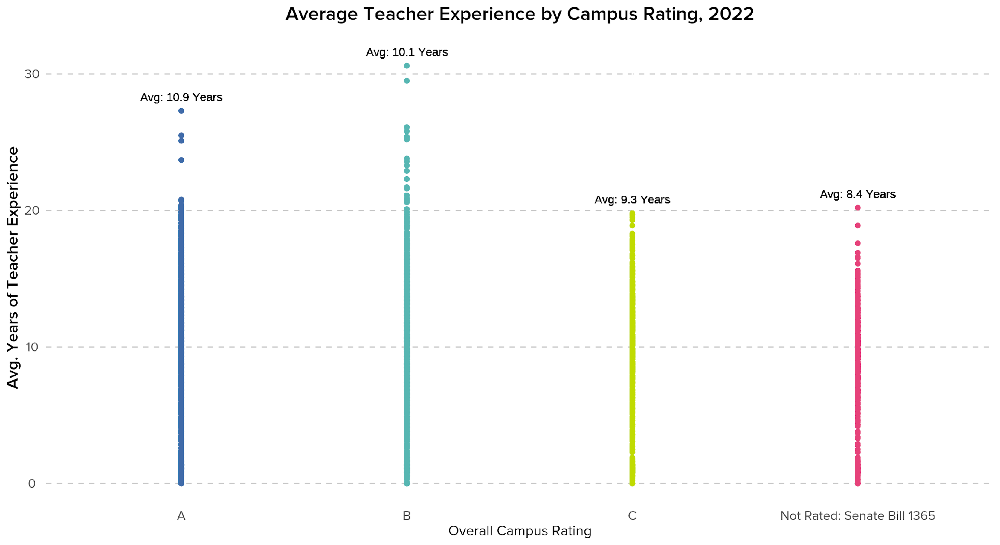 Average Teacher Experience by Campus Rating, 2022
Avg: 10.1 Years
30
Avg: 10.9 Years
Avg. Years of Teacher Experience
Avg: 8.4 Years
Avg: 9.3 Years
20
10
0
A
B
C
Not Rated: Senate Bill 1365
Overall Campus Rating